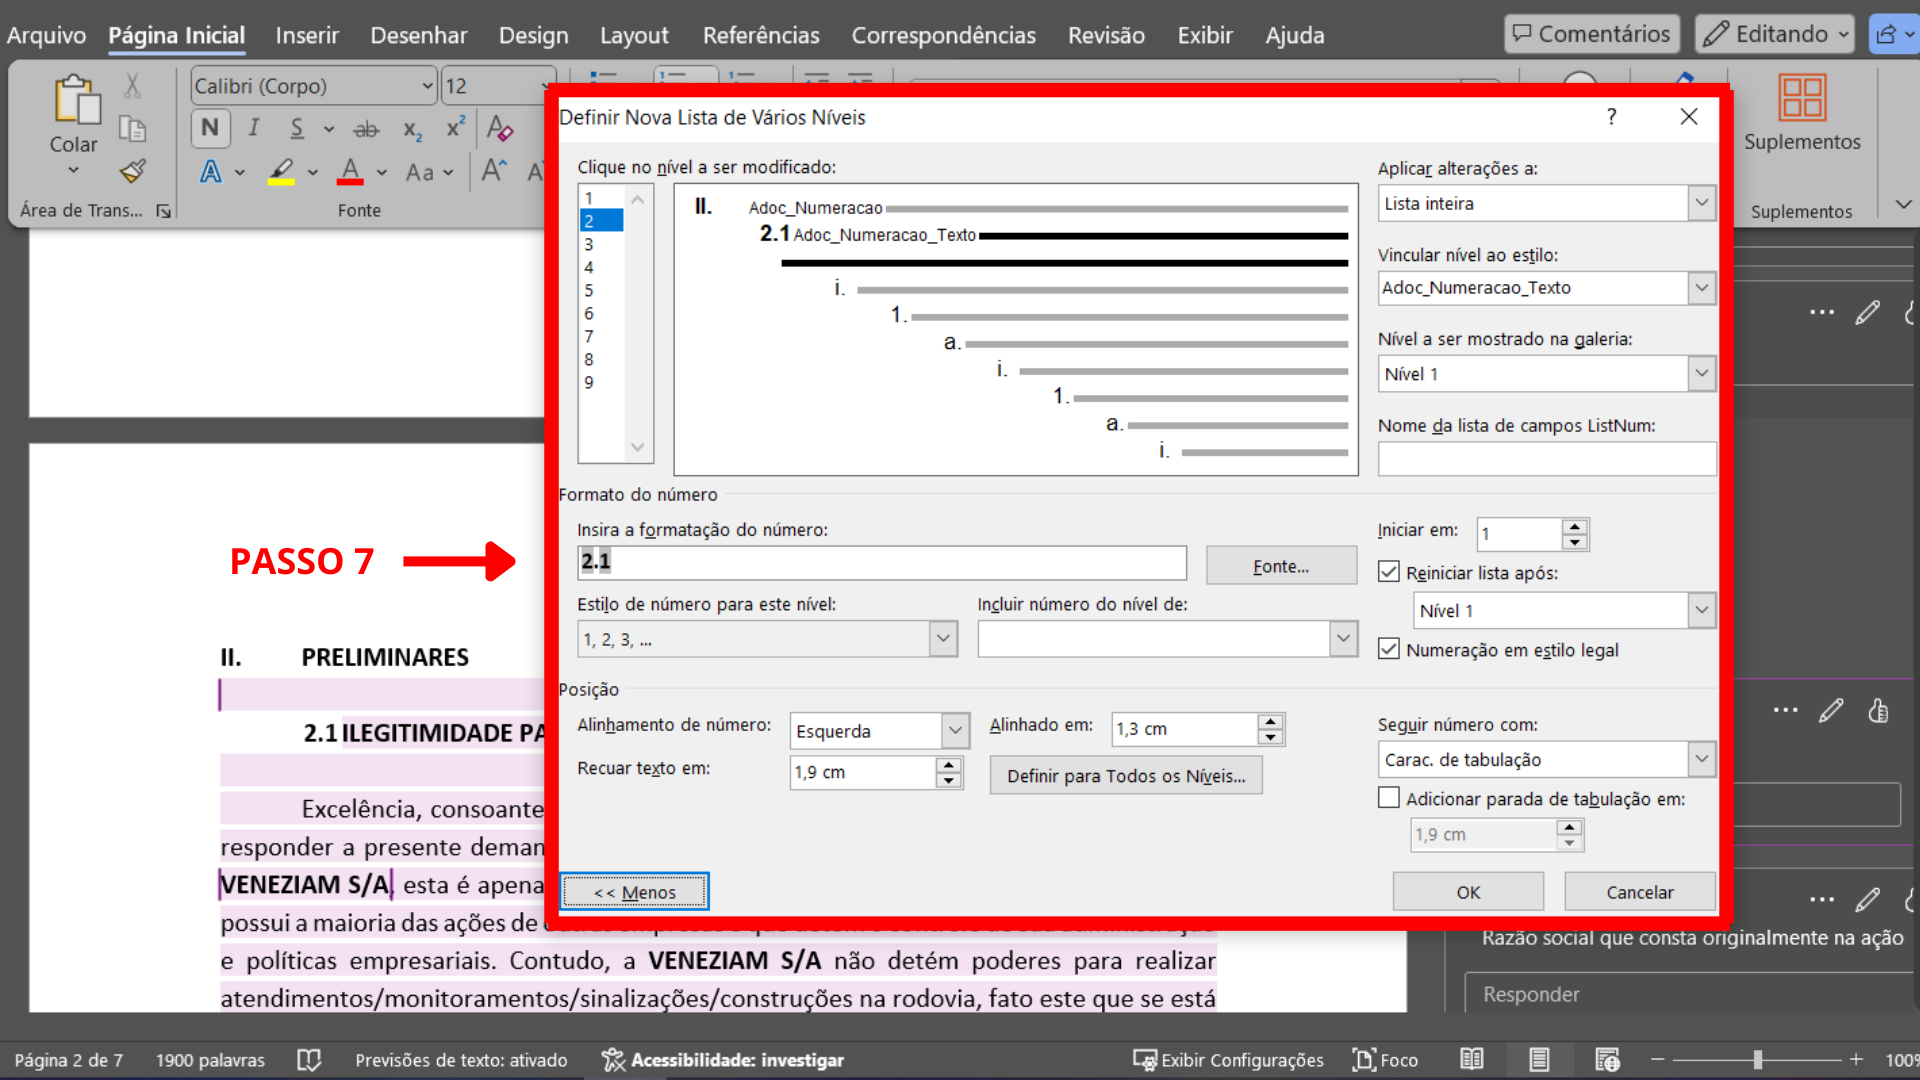 Arquivo Página Inicial Inserir Desenhar Design Layout Referências Correspondências Revisão Exibir Ajuda Comentários Editando
Calibri (Corpo) 12
Colar
N I S ab x₂ x² A
A A Aa A A
Área de Trans... Fonte
Suplementos
Suplementos
Definir Nova Lista de Vários Níveis ?
Clique no nível a ser modificado:
1
2
3
4
5
6
7
8
9
II. Adoc_Numeracao
2.1 Adoc_Numeracao_Texto
i.
1.
a.
i.
1.
a.
i.
Aplicar alterações a:
Lista inteira
Vincular nível ao estilo:
Adoc_Numeracao_Texto
Nível a ser mostrado na galeria:
Nível 1
Nome da lista de campos ListNum:
Formato do número
Insira a formatação do número:
2.1
Fonte...
Iniciar em: 1
Reiniciar lista após:
Nível 1
Numeração em estilo legal
Estilo de número para este nível:
1, 2, 3, ...
Incluir número do nível de:
Posição
Alinhamento de número: Esquerda
Alinhado em: 1,3 cm
Recuar texto em: 1,9 cm
Definir para Todos os Níveis...
Seguir número com:
Carac. de tabulação
Adicionar parada de tabulação em:
1,9 cm
<< Menos
OK
Cancelar
PASSO 7
II. PRELIMINARES
2.1 ILEGITIMIDADE PA
Excelência, consoante
responder a presente deman
VENEZIAM S/A, esta é apena
possui a maioria das ações de
e políticas empresariais. Contudo, a VENEZIAM S/A não detém poderes para realizar
atendimentos/monitoramentos/sinalizações/construções na rodovia, fato este que se está
Razão social que consta originalmente na ação
Responder
Página 2 de 7 1900 palavras Previsões de texto: ativado Acessibilidade: investigar Exibir Configurações Foco 100%